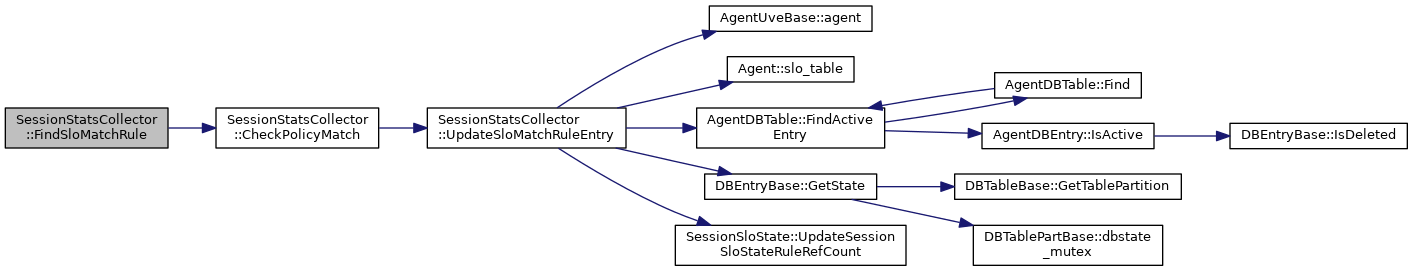 SessionStatsCollector
::FindSloMatchRule
SessionStatsCollector
::CheckPolicyMatch
SessionStatsCollector
::UpdateSloMatchRuleEntry
AgentUveBase::agent
Agent::slo_table
AgentDBTable::FindActive
Entry
AgentDBTable::Find
AgentDBEntry::IsActive
DBEntryBase::IsDeleted
DBEntryBase::GetState
DBTableBase::GetTablePartition
DBTablePartBase::dbstate
_mutex
SessionSloState::UpdateSession
SloStateRuleRefCount